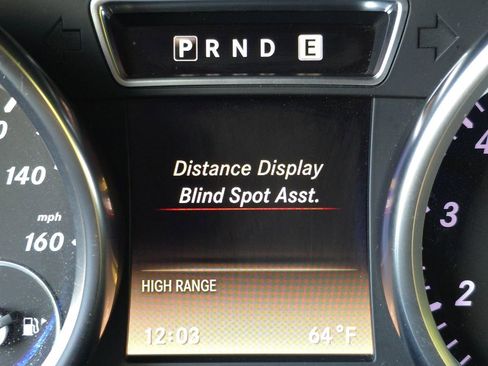 P R N D E
Distance Display
Blind Spot Asst.
140
mph
160
4
3
2
HIGH RANGE
12:03 64°F